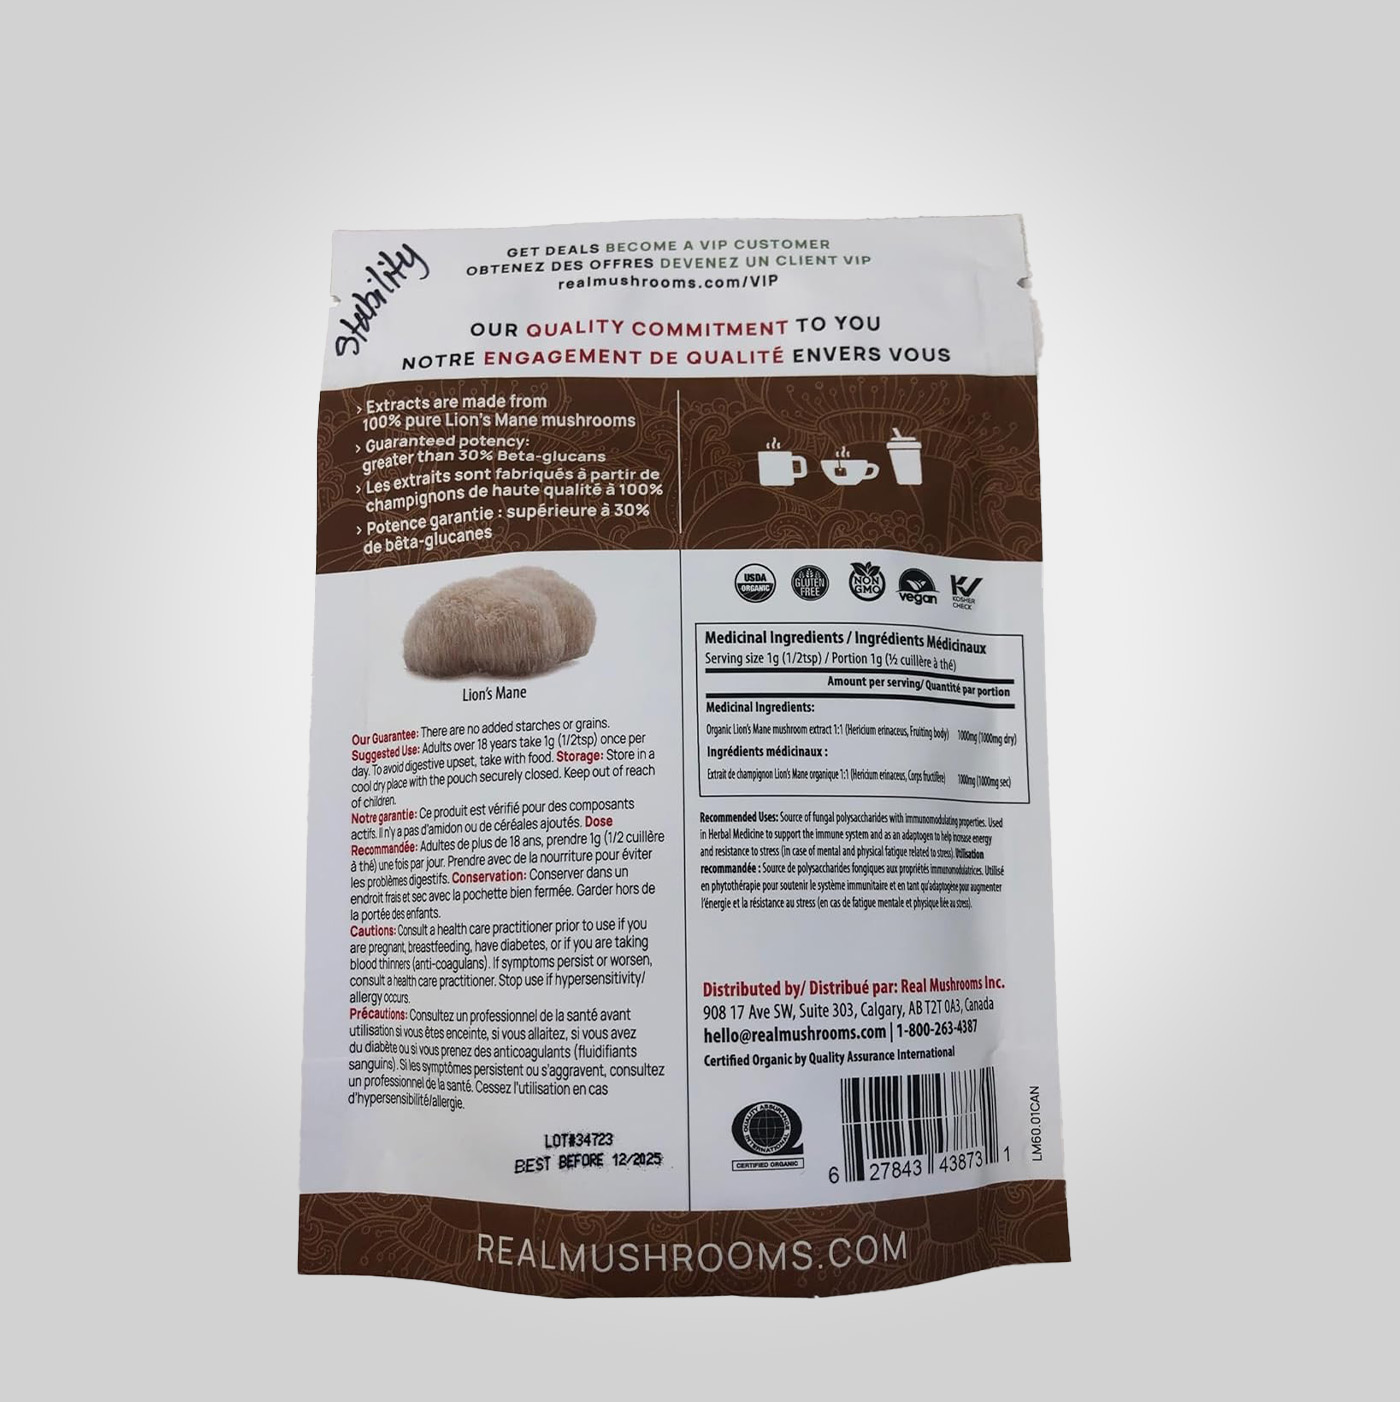 Stability
GET DEALS BECOME A VIP CUSTOMER
OBTENEZ DES OFFRES DEVENEZ UN CLIENT VIP
realmushrooms.com/VIP
OUR QUALITY COMMITMENT TO YOU
NOTRE ENGAGEMENT DE QUALITÉ ENVERS VOUS
› Extracts are made from
100% pure Lion's Mane mushrooms
› Guaranteed potency:
greater than 30% Beta-glucans
› Les extraits sont fabriqués à partir de
champignons de haute qualité à 100%
› Potence garantie : supérieure à 30%
de bêta-glucanes
Lion's Mane
Our Guarantee: There are no added starches or grains.
Suggested Use: Adults over 18 years take 1g (1/2tsp) once per
day. To avoid digestive upset, take with food. Storage: Store in a
cool dry place with the pouch securely closed. Keep out of reach
of children.
Notre garantie: Ce produit est vérifié pour des composants
actifs. Il n'y a pas d'amidon ou de céréales ajoutés. Dose
Recommandée: Adultes de plus de 18 ans, prendre 1g (1/2 cuillère
à thé) une fois par jour. Prendre avec de la nourriture pour éviter
les problèmes digestifs. Conservation: Conserver dans un
endroit frais et sec avec la pochette bien fermée. Garder hors de
la portée des enfants.
Cautions: Consult a health care practitioner prior to use if you
are pregnant, breastfeeding, have diabetes, or if you are taking
blood thinners (anti-coagulans). If symptoms persist or worsen,
consult a health care practitioner. Stop use if hypersensitivity/
allergy occurs.
Précautions: Consultez un professionnel de la santé avant
utilisation si vous êtes enceinte, si vous allaitez, si vous avez
du diabète ou si vous prenez des anticoagulants (fluidifiants
sanguins). Si les symptômes persistent ou s'aggravent, consultez
un professionnel de la santé. Cessez l'utilisation en cas
d'hypersensibilité/allergie.
LOT#34723
BEST BEFORE 12/2025
USDA
ORGANIC
GLUTEN
FREE
NON
GMO
vegan
KOSHER
CHECK
Medicinal Ingredients / Ingrédients Médicinaux
Serving size 1g (1/2tsp) / Portion 1g (½ cuillère à thé)
Amount per serving/ Quantité par portion
Medicinal Ingredients:
Organic Lion's Mane mushroom extract 1:1 (Hericium erinaceus, Fruiting body) 1000mg (1000mg dry)
Ingrédients médicinaux :
Extrait de champignon Lion's Mane organique 1:1 (Hericium erinaceus, Corps fructifère) 1000mg (1000mg sec)
Recommended Uses: Source of fungal polysaccharides with immunomodulating properties. Used
in Herbal Medicine to support the immune system and as an adaptogen to help increase energy
and resistance to stress (in case of mental and physical fatigue related to stress). Utilisation
recommandée : Source de polysaccharides fongiques aux propriétés immunomodulatrices. Utilisé
en phytothérapie pour soutenir le système immunitaire et en tant qu'adaptogène pour augmenter
l'énergie et la résistance au stress (en cas de fatigue mentale et physique liée au stress).
Distributed by/ Distribué par: Real Mushrooms Inc.
908 17 Ave SW, Suite 303, Calgary, AB T2T 0A3, Canada
hello@realmushrooms.com | 1-800-263-4387
Certified Organic by Quality Assurance International
QUALITY ASSURANCE
INTERNATIONAL
CERTIFIED ORGANIC
6 27843 43873 1
LM60.01CAN
REALMUSHROOMS.COM